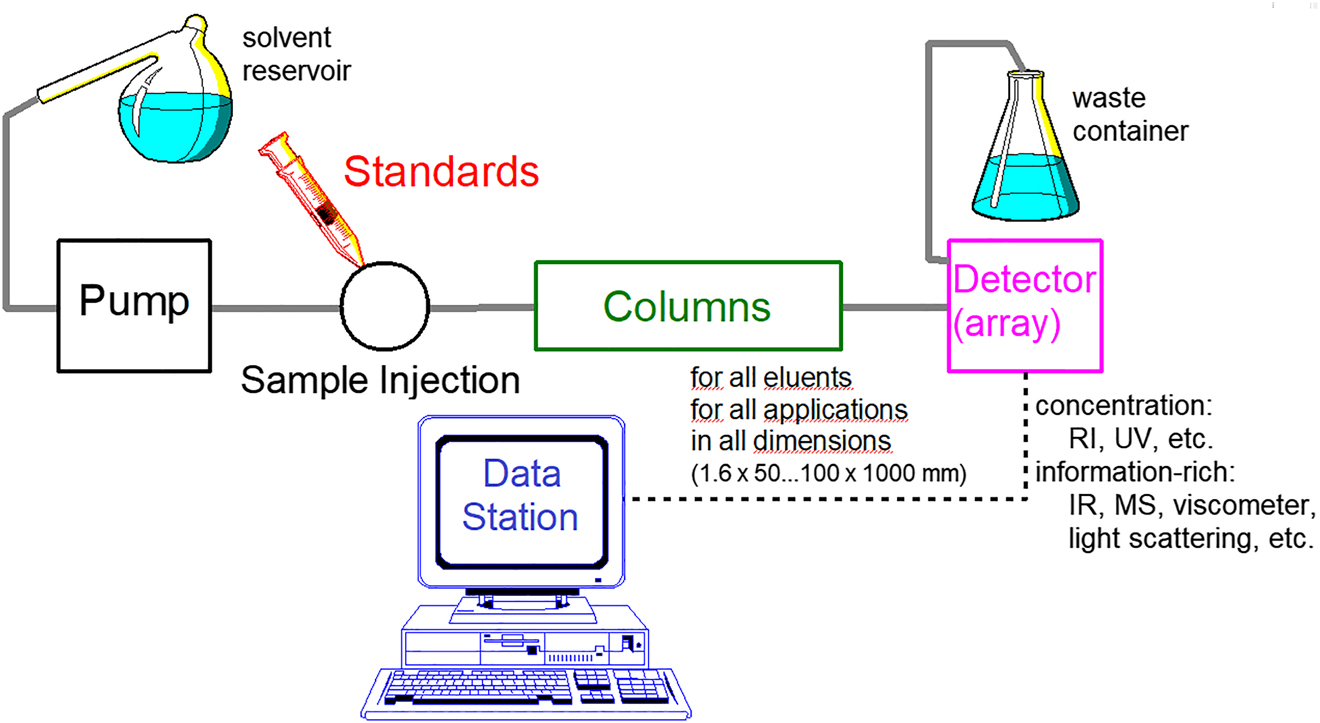 solvent
reservoir
waste
container
Standards
Pump
Sample Injection
Columns
Detector
(array)
for all eluents
for all applications
in all dimensions
(1.6 x 50...100 x 1000 mm)
concentration:
RI, UV, etc.
information-rich:
IR, MS, viscometer,
light scattering, etc.
Data
Station